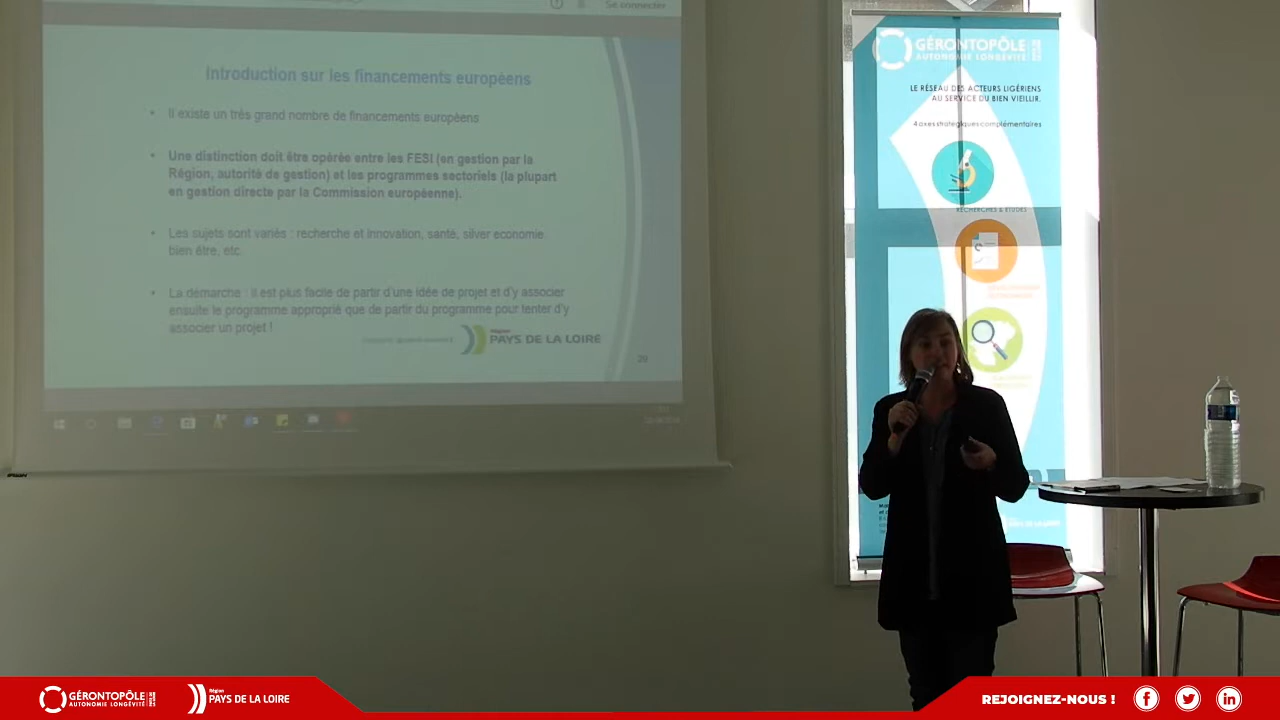 Se connecter
Introduction sur les financements européens
• Il existe un très grand nombre de financements européens
• Une distinction doit être opérée entre les FESI (en gestion par la
Région, autorité de gestion) et les programmes sectoriels (la plupart
en gestion directe par la Commission européenne).
• Les sujets sont variés : recherche et innovation, santé, silver economie,
bien être, etc.
• La démarche : il est plus facile de partir d'une idée de projet et d'y associer
ensuite le programme approprié que de partir du programme pour tenter d'y
associer un projet !
Région
PAYS DE LA LOIRE
GÉRONTOPÔLE
AUTONOMIE LONGÉVITÉ
LE RÉSEAU DES ACTEURS LIGÉRIENS
AU SERVICE DU BIEN VIEILLIR.
4 axes stratégiques complémentaires
RECHERCHES & ÉTUDES
GÉRONTOPÔLE
AUTONOMIE LONGÉVITÉ
Région
PAYS DE LA LOIRE
REJOIGNEZ-NOUS !